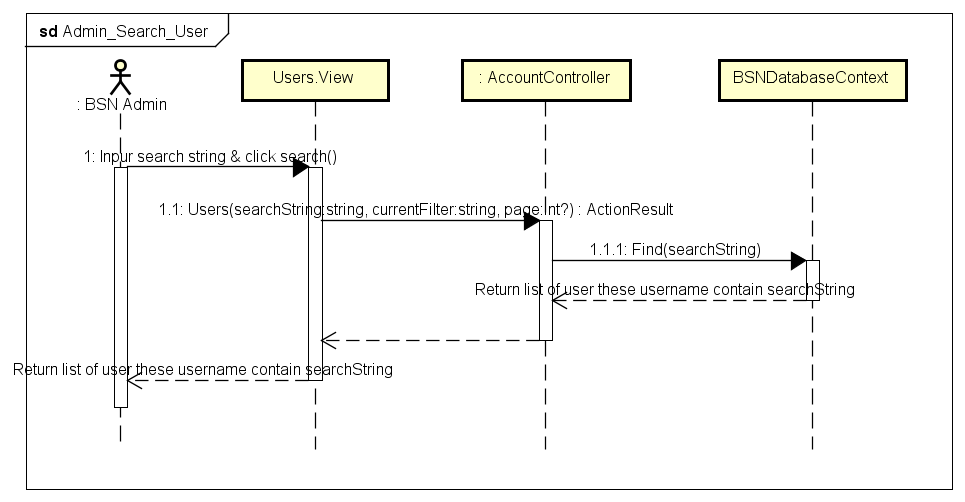 sd Admin_Search_User
: BSN Admin
Users.View
: AccountController
BSNDatabaseContext
1: Inpur search string & click search()
1.1: Users(searchString:string, currentFilter:string, page:int?) : ActionResult
1.1.1: Find(searchString)
Return list of user these username contain searchString
Return list of user these username contain searchString